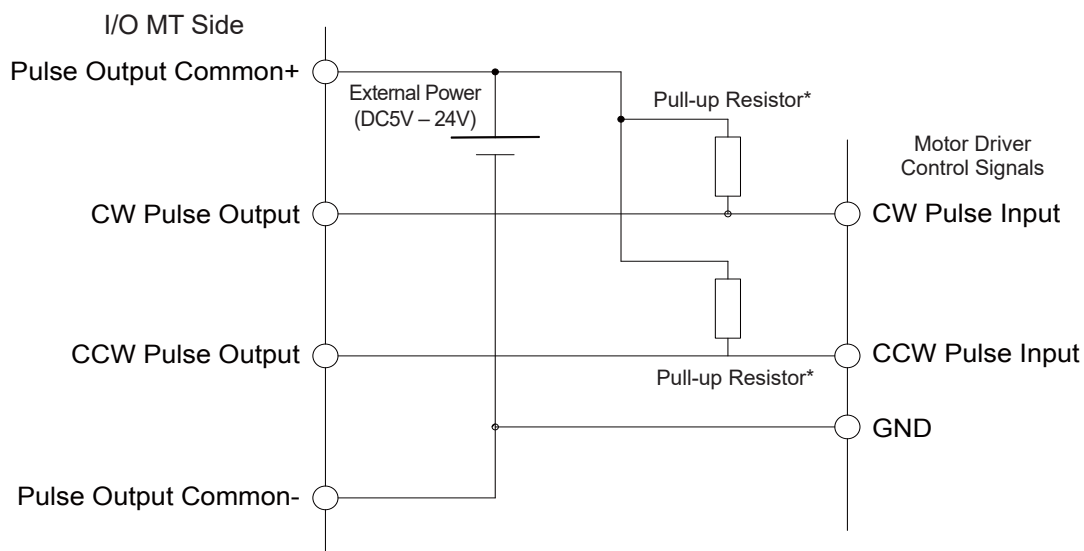 I/O MT Side
Pulse Output Common+
External Power
(DC5V – 24V)
Pull-up Resistor*
Motor Driver
Control Signals
CW Pulse Output
CW Pulse Input
CCW Pulse Output
CCW Pulse Input
Pull-up Resistor*
GND
Pulse Output Common-